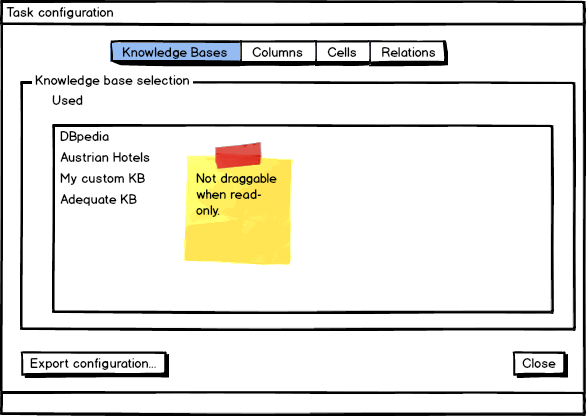 Task configuration
Knowledge Bases
Columns
Cells
Relations
Knowledge base selection
Used
DBpedia
Austrian Hotels
My custom KB
Adequate KB
Not draggable
when read-
only.
Export configuration...
Close